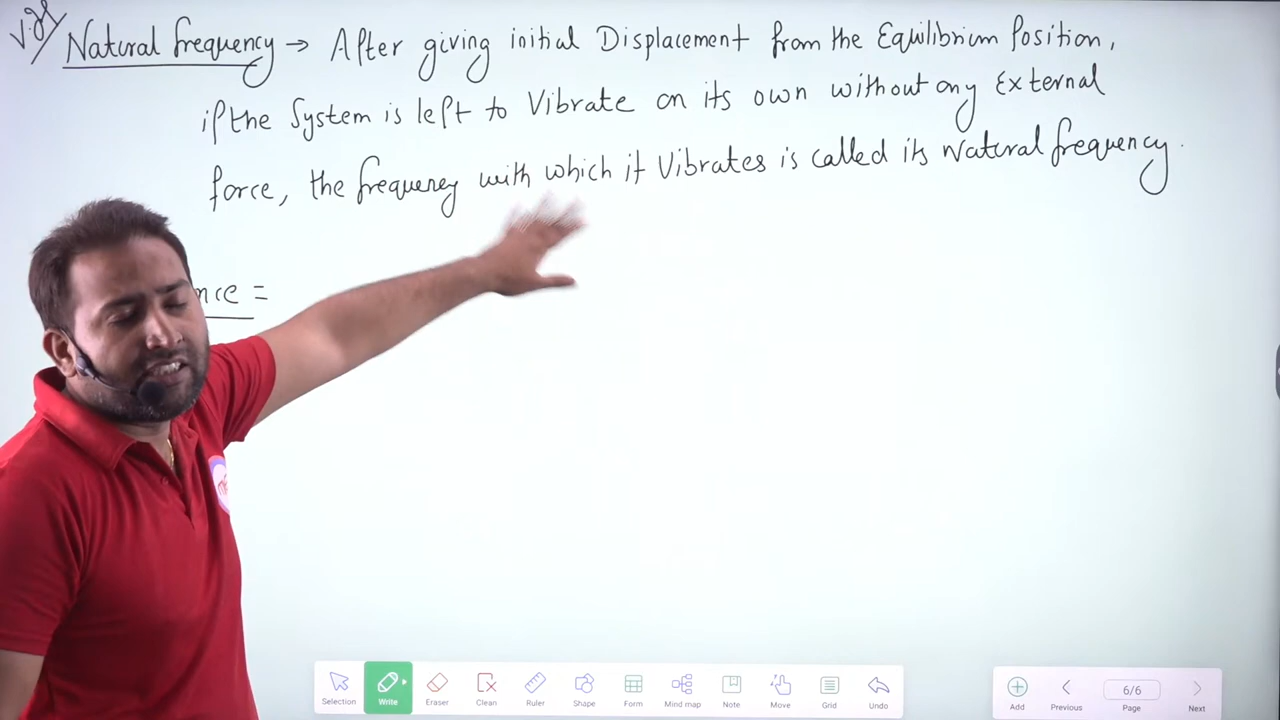 Natural frequency → After giving initial Displacement from the Equilibrium Position,
if the System is left to Vibrate on its own without any External
force, the frequency with which it Vibrates is called its Natural frequency.
nce =
Selection
Write
Eraser
Clean
Ruler
Shape
Form
Mind map
Note
Move
Grid
Undo
Add
Previous
6/6
Page
Next